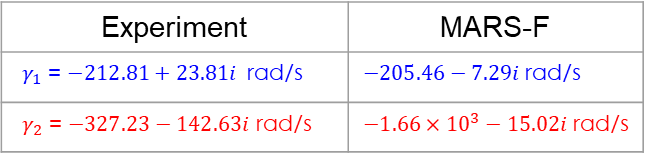 Experiment MARS-F
γ₁ = −212.81 + 23.81i rad/s −205.46 − 7.29i rad/s
γ₂ = −327.23 − 142.63i rad/s −1.66 × 10³ − 15.02i rad/s